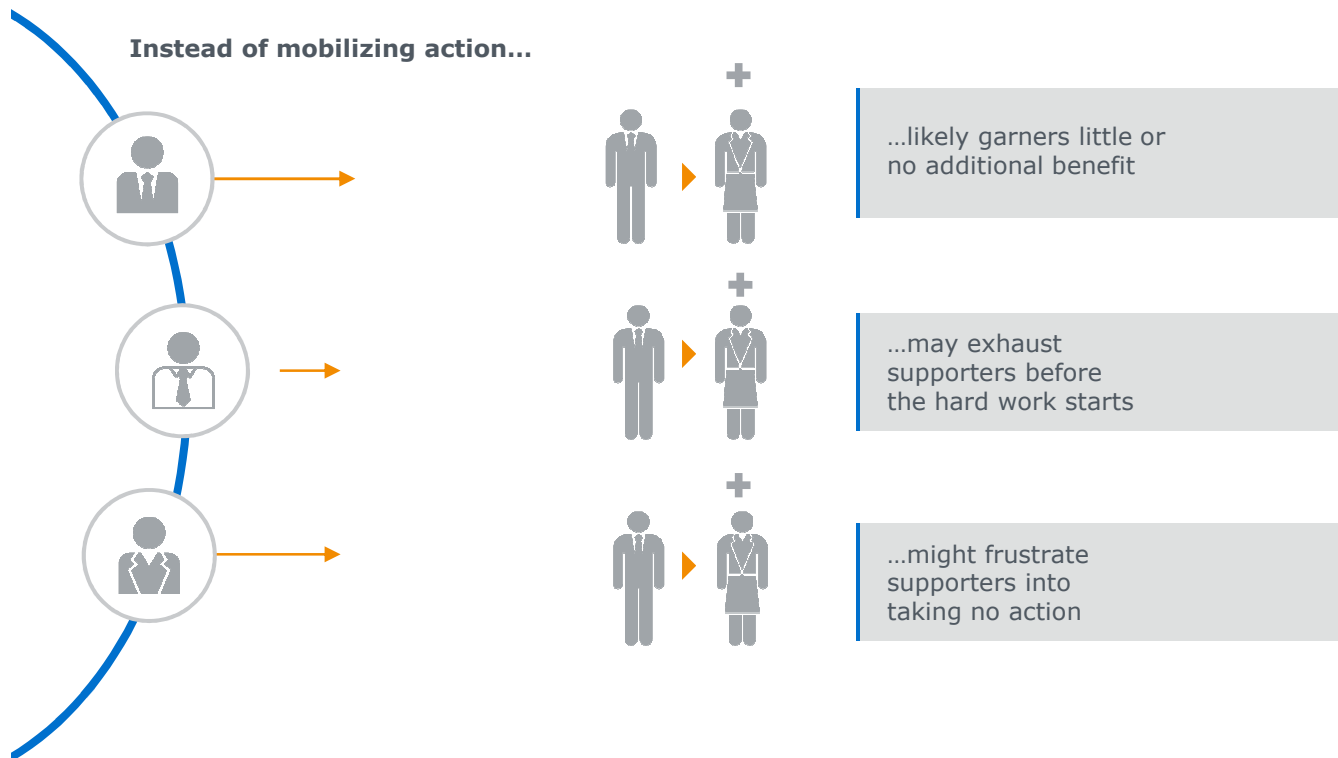 Instead of mobilizing action...
...likely garners little or
no additional benefit
...may exhaust
supporters before
the hard work starts
...might frustrate
supporters into
taking no action